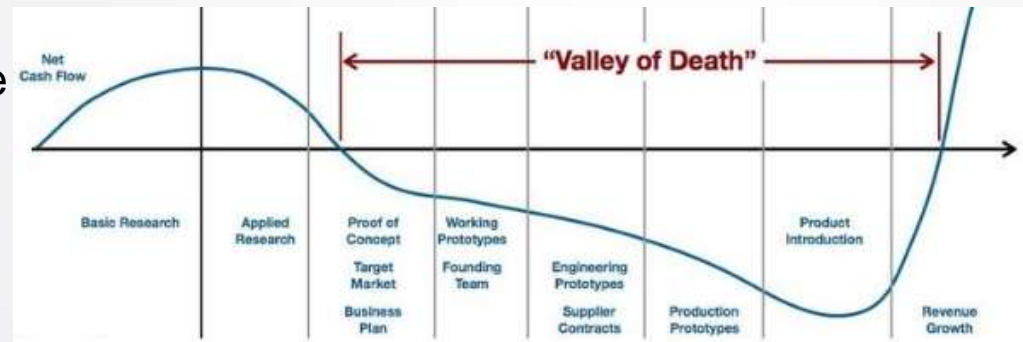 Net
Cash Flow
e
“Valley of Death”
Basic Research
Applied
Research
Proof of
Concept
Target
Market
Business
Plan
Working
Prototypes
Founding
Team
Engineering
Prototypes
Supplier
Contracts
Production
Prototypes
Product
Introduction
Revenue
Growth